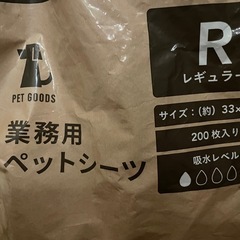 PET GOODS
業務用
ペットシーツ
R
レギュラー
サイズ：(約) 33×
200枚入り
吸水レベル